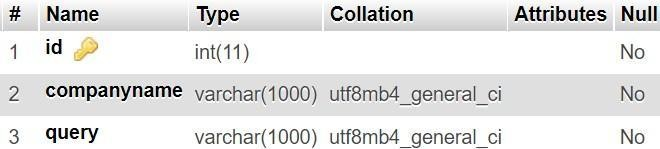 # Name Type Collation Attributes Null
1 id int(11) No
2 companyname varchar(1000) utf8mb4_general_ci No
3 query varchar(1000) utf8mb4_general_ci No